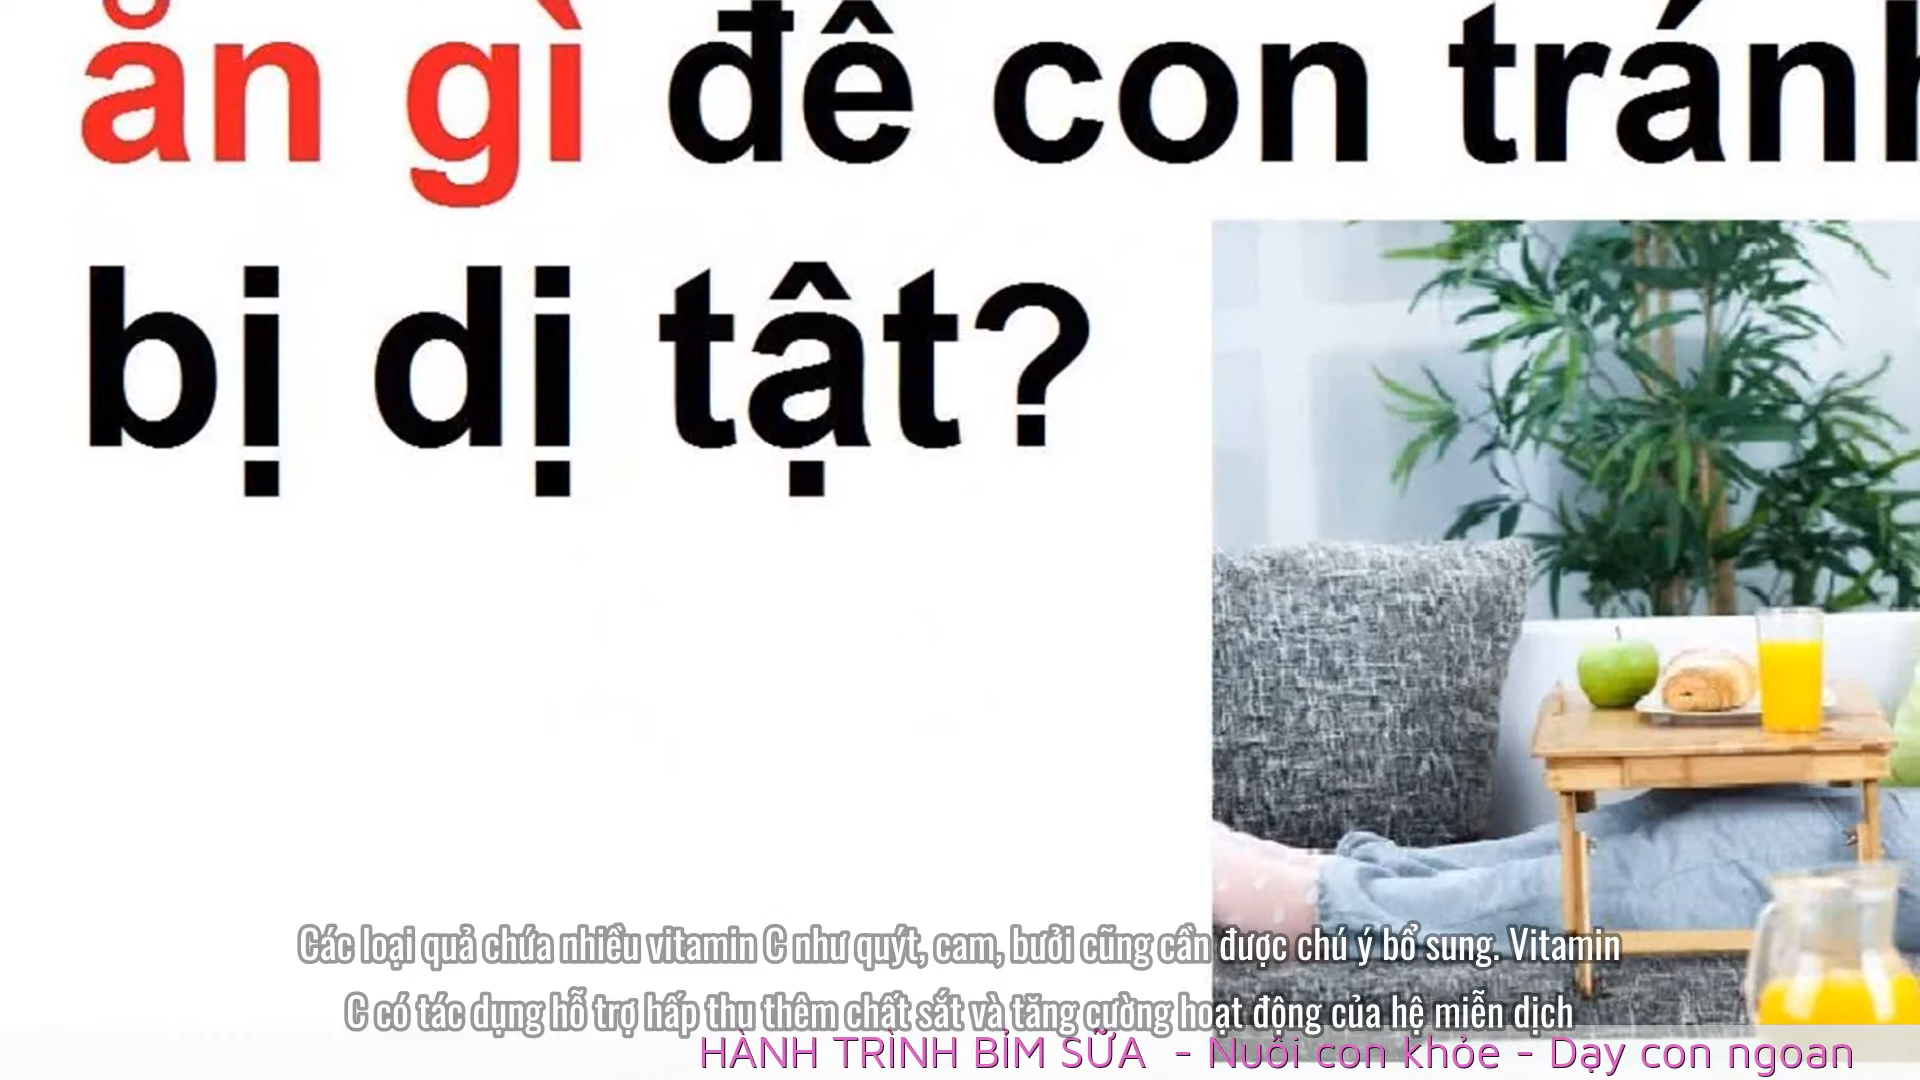 ăn gì để con tránh
bị dị tật?
Các loại quả chứa nhiều vitamin C như quýt, cam, bưởi cũng cần được chú ý bổ sung. Vitamin
C có tác dụng hỗ trợ hấp thu thêm chất sắt và tăng cường hoạt động của hệ miễn dịch
HÀNH TRÌNH BỈM SỮA - Nuôi con khỏe - Dạy con ngoan